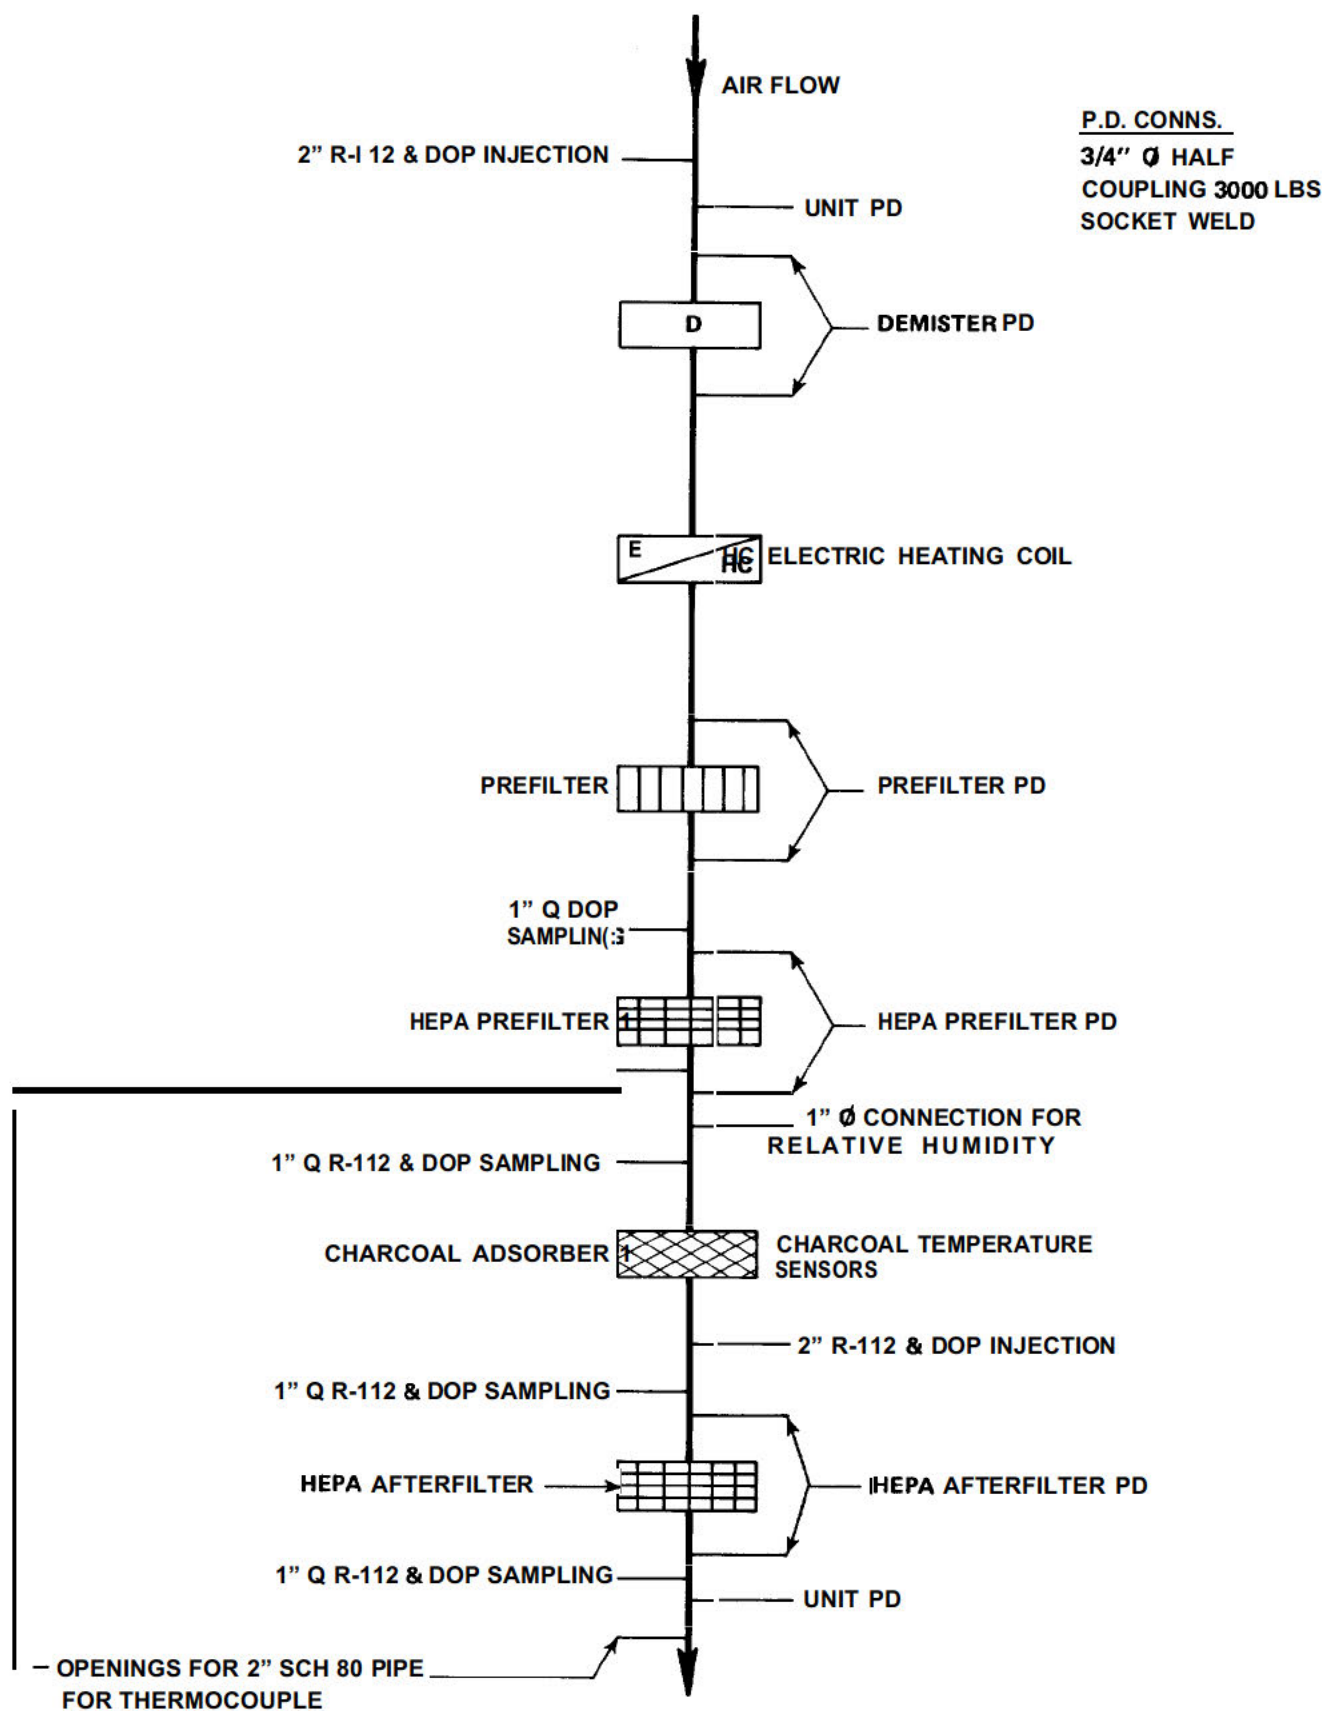 AIR FLOW
P.D. CONNS.
3/4" Ø HALF
COUPLING 3000 LBS
SOCKET WELD
2” R-I 12 & DOP INJECTION
UNIT PD
D
DEMISTER PD
E
HC
ELECTRIC HEATING COIL
PREFILTER
PREFILTER PD
1” Q DOP
SAMPLIN(:G
HEPA PREFILTER 1
HEPA PREFILTER PD
1” Ø CONNECTION FOR
RELATIVE HUMIDITY
1” Q R-112 & DOP SAMPLING
CHARCOAL ADSORBER 1
CHARCOAL TEMPERATURE
SENSORS
2” R-112 & DOP INJECTION
1” Q R-112 & DOP SAMPLING
HEPA AFTERFILTER
HEPA AFTERFILTER PD
1” Q R-112 & DOP SAMPLING
UNIT PD
– OPENINGS FOR 2” SCH 80 PIPE
FOR THERMOCOUPLE